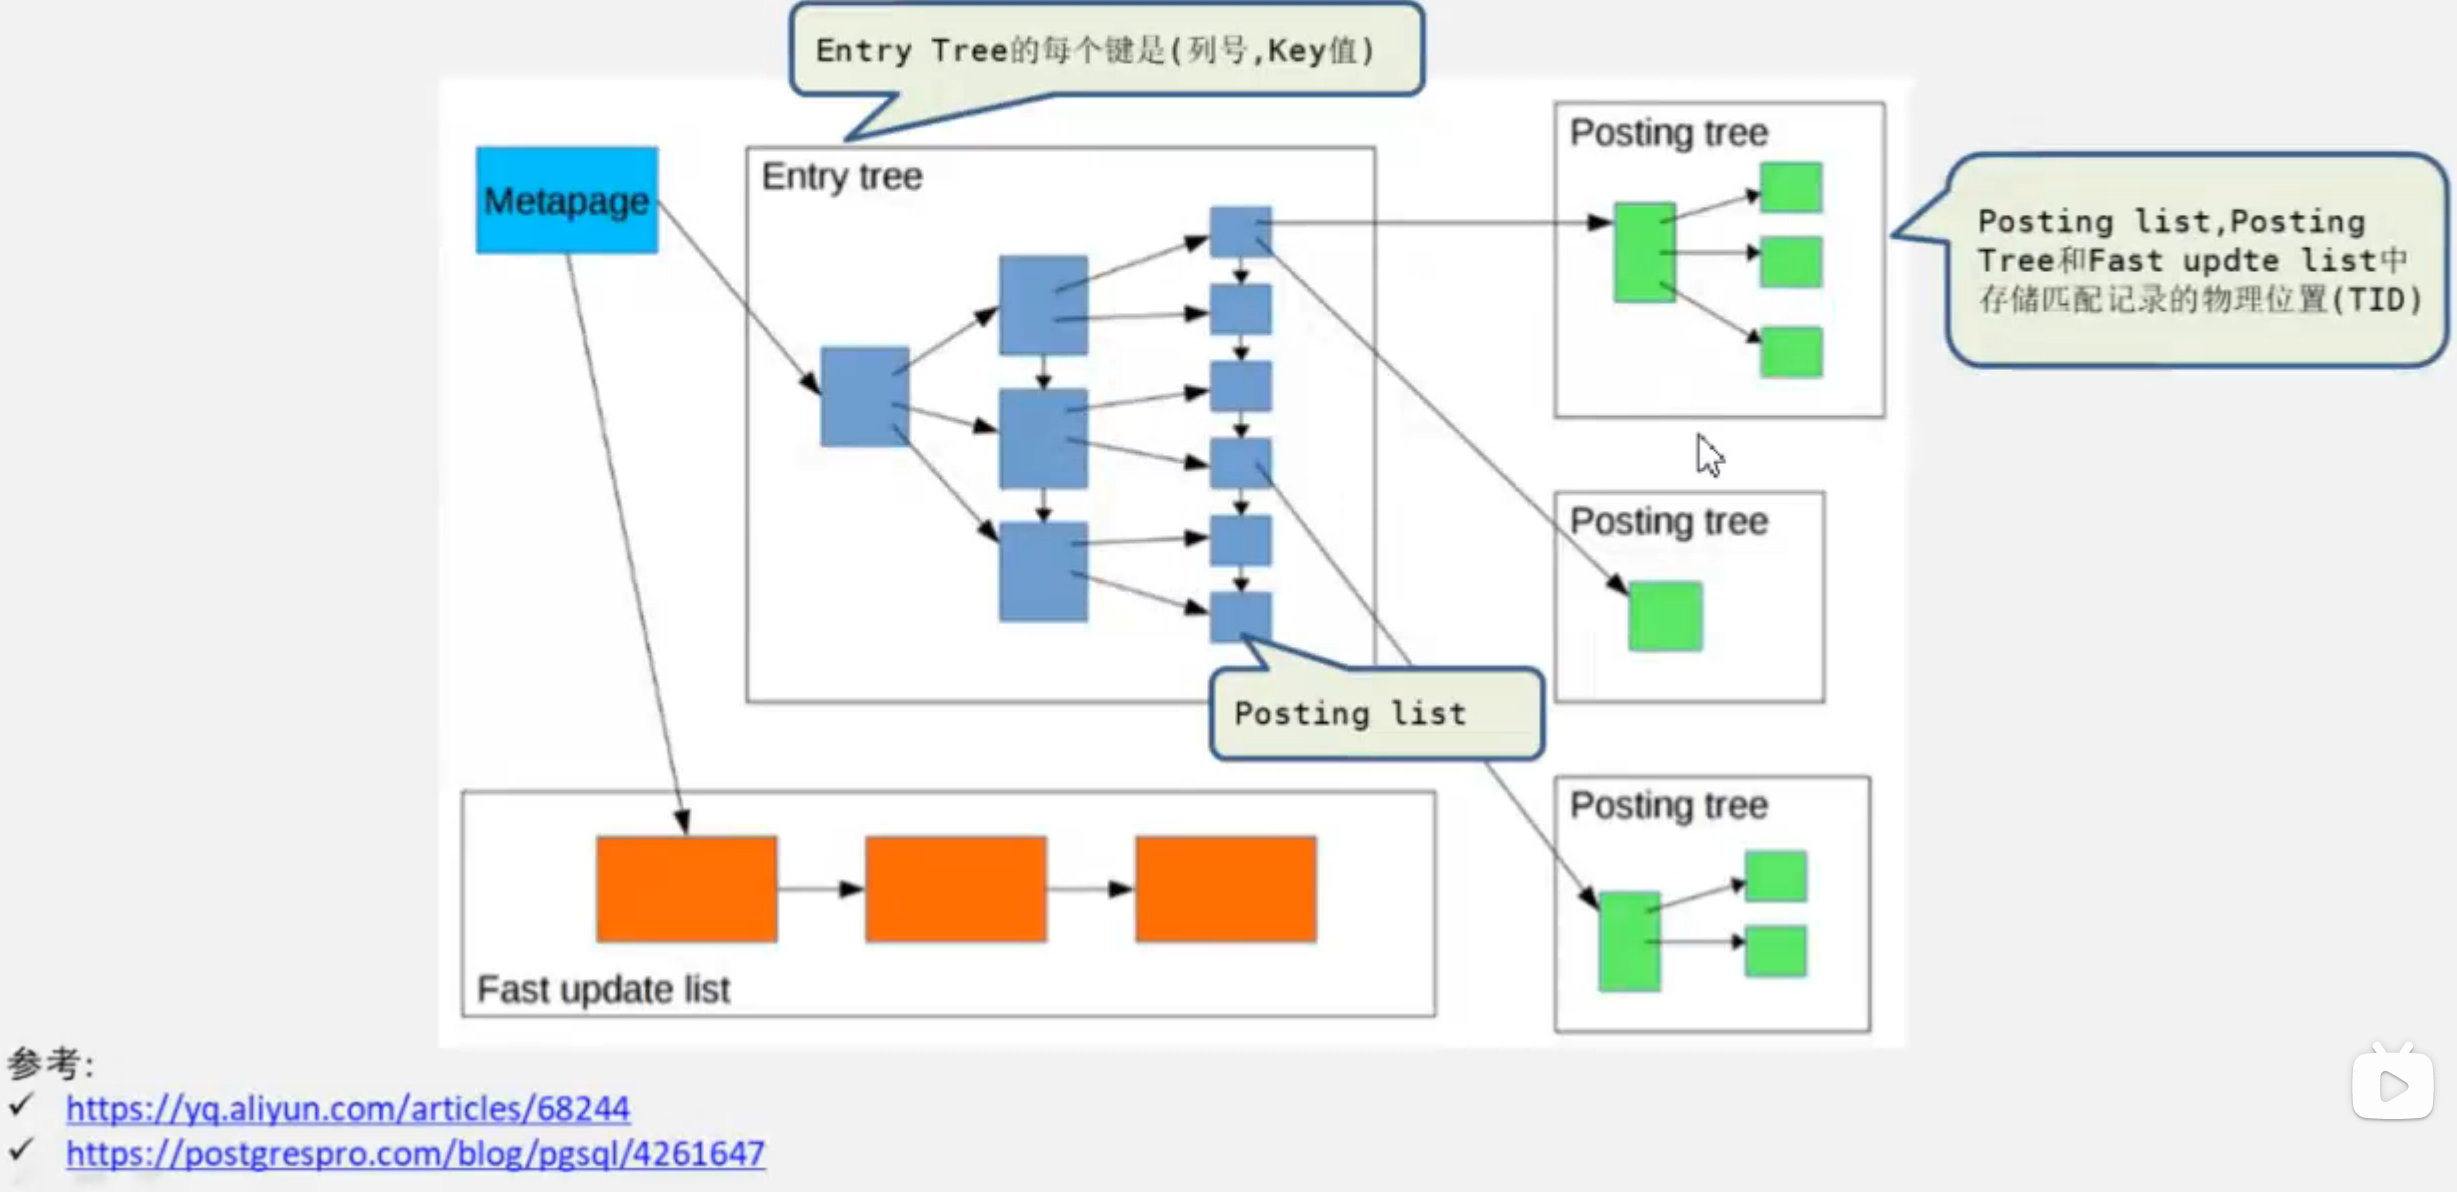 Entry Tree的每个键是(列号,Key值)
Metapage
Entry tree
Posting tree
Posting list,Posting
Tree和Fast updte list中
存储匹配记录的物理位置(TID)
Posting tree
Posting list
Posting tree
Fast update list
参考:
✓ https://yq.aliyun.com/articles/68244
✓ https://postgrespro.com/blog/pgsql/4261647